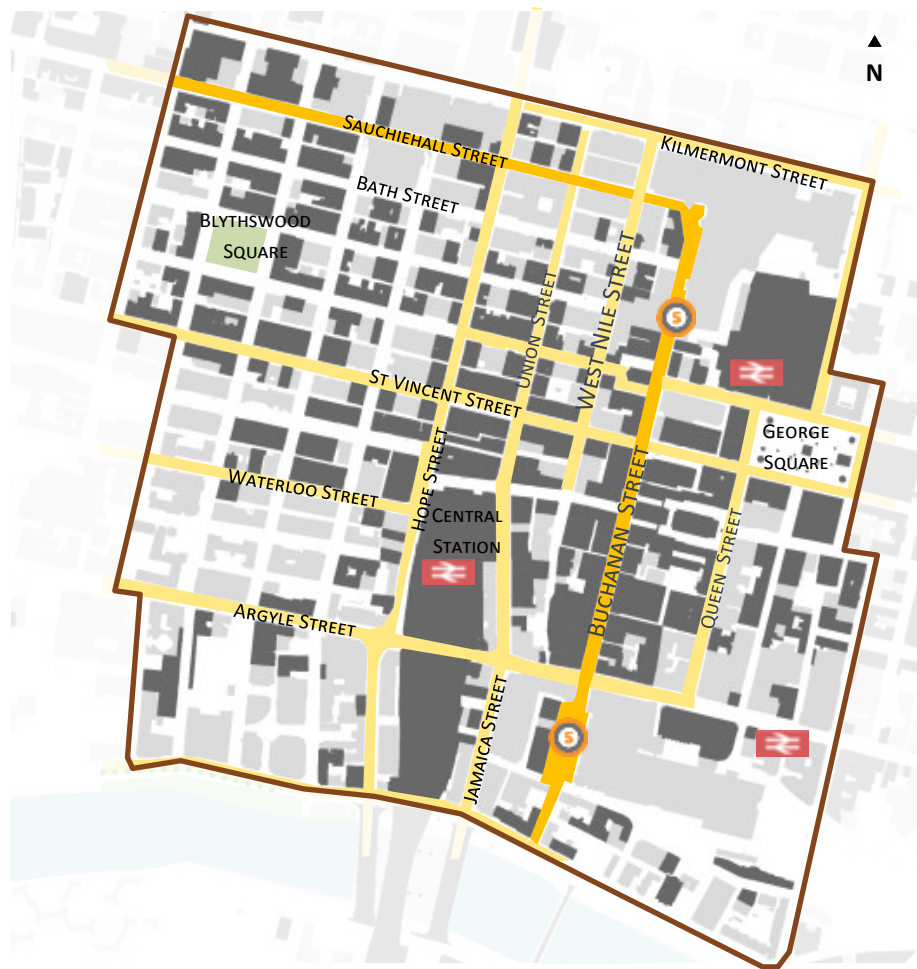 N
SAUCHIEHALL STREET
KILMERMONT STREET
BATH STREET
BLYTHSWOOD
SQUARE
UNION STREET
WEST NILE STREET
S
ST VINCENT STREET
GEORGE
SQUARE
WATERLOO STREET
HOPE STREET
CENTRAL
STATION
BUCHANAN STREET
QUEEN STREET
ARGYLE STREET
JAMAICA STREET
S